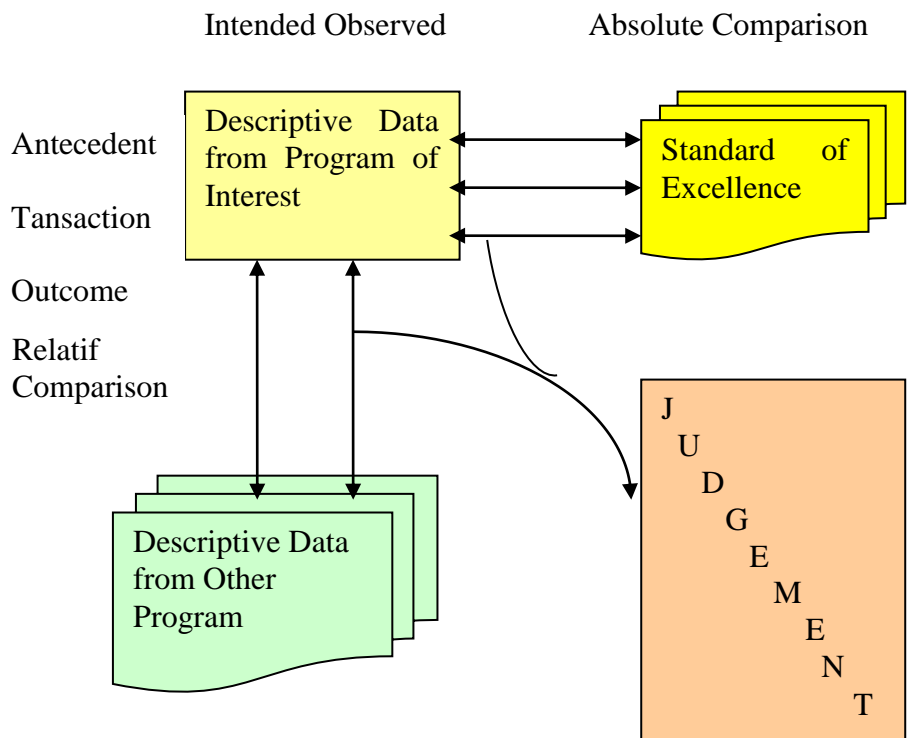 Intended Observed
Absolute Comparison
Antecedent
Tansaction
Outcome
Relatif
Comparison
Descriptive Data
from Program of
Interest
Standard of
Excellence
Descriptive Data
from Other
Program
J
U
D
G
E
M
E
N
T